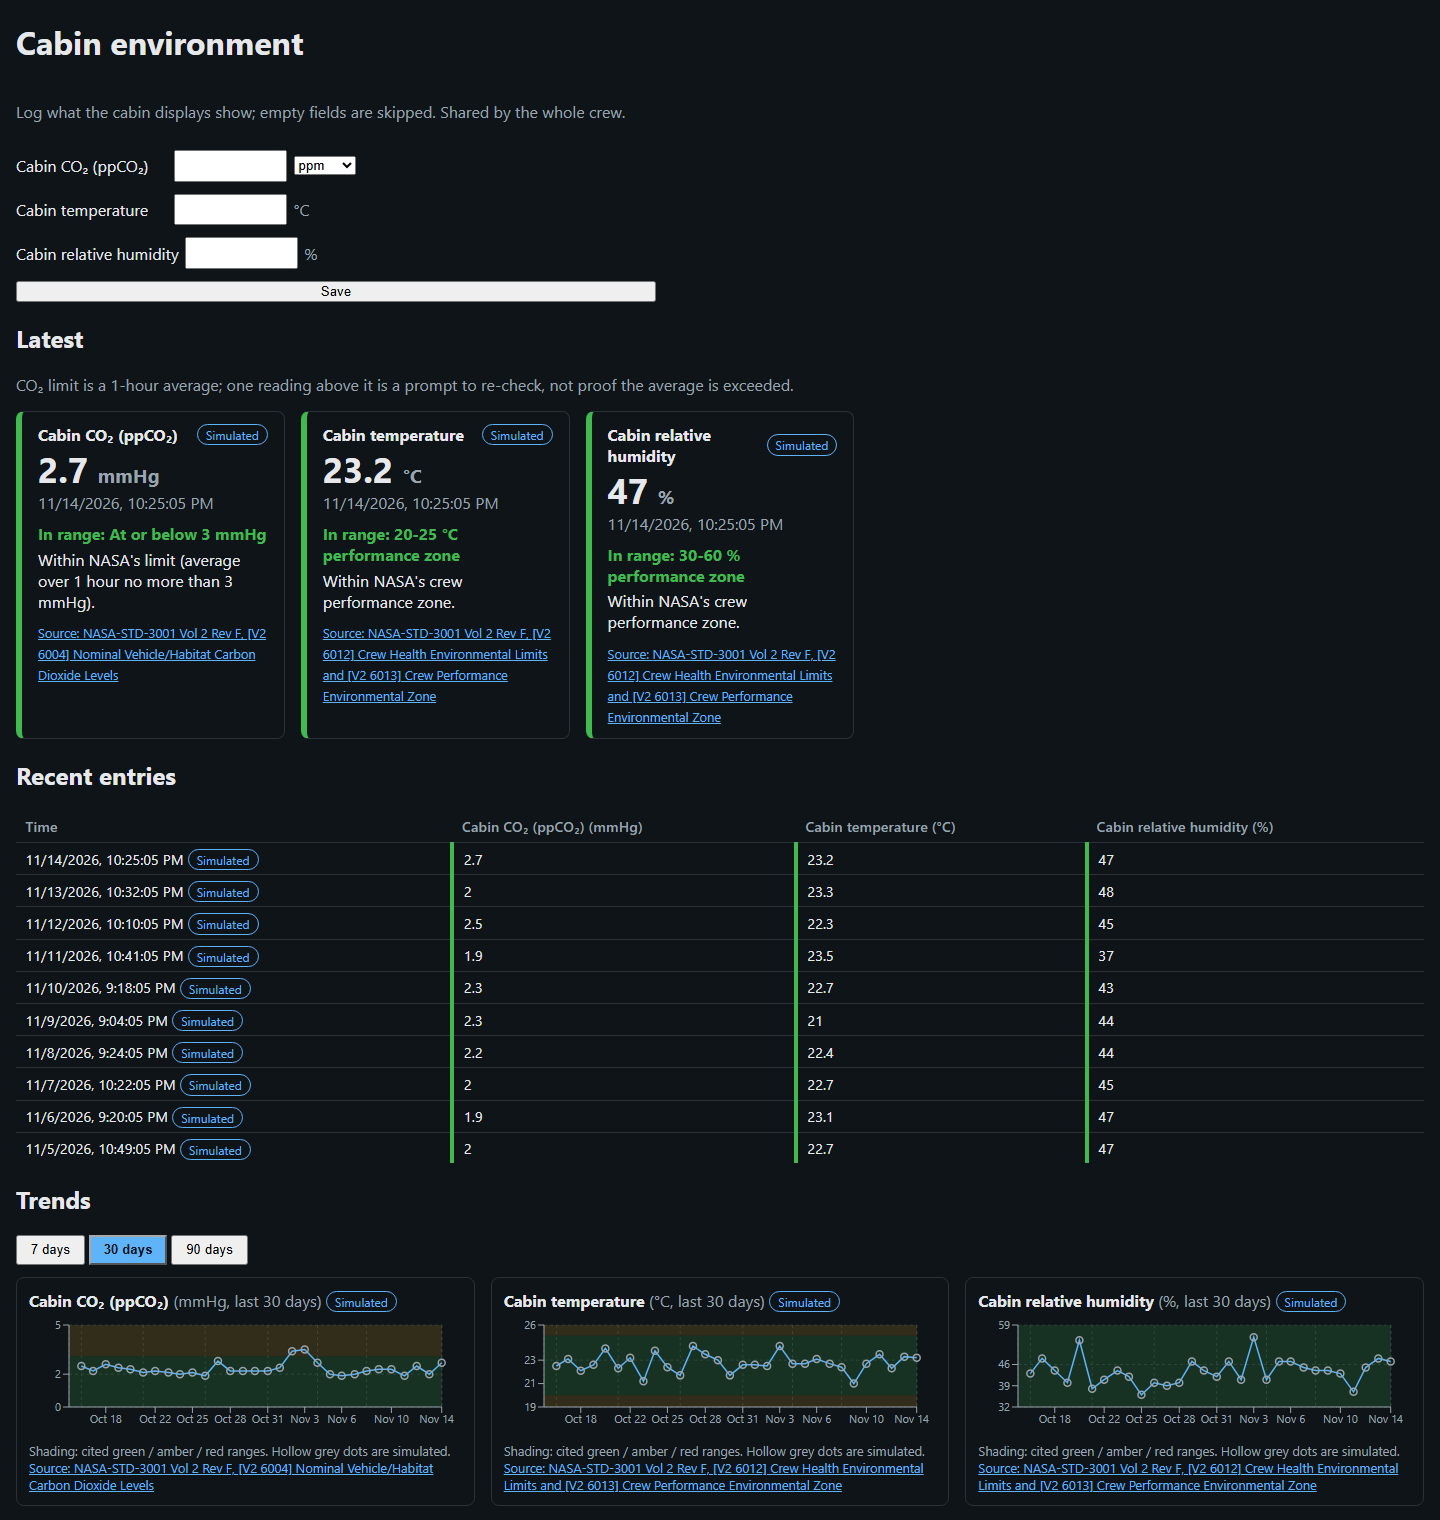 Cabin environment
Log what the cabin displays show; empty fields are skipped. Shared by the whole crew.
Cabin CO₂ (ppCO₂) ppm
Cabin temperature °C
Cabin relative humidity %
Save
Latest
CO₂ limit is a 1-hour average; one reading above it is a prompt to re-check, not proof the average is exceeded.
Cabin CO₂ (ppCO₂) Simulated
2.7 mmHg
11/14/2026, 10:25:05 PM
In range: At or below 3 mmHg
Within NASA's limit (average
over 1 hour no more than 3
mmHg).
Source: NASA-STD-3001 Vol 2 Rev F, [V2
6004] Nominal Vehicle/Habitat Carbon
Dioxide Levels
Cabin temperature Simulated
23.2 °C
11/14/2026, 10:25:05 PM
In range: 20-25 °C
performance zone
Within NASA's crew
performance zone.
Source: NASA-STD-3001 Vol 2 Rev F, [V2
6012] Crew Health Environmental Limits
and [V2 6013] Crew Performance
Environmental Zone
Cabin relative
humidity Simulated
47 %
11/14/2026, 10:25:05 PM
In range: 30-60 %
performance zone
Within NASA's crew
performance zone.
Source: NASA-STD-3001 Vol 2 Rev F, [V2
6012] Crew Health Environmental Limits
and [V2 6013] Crew Performance
Environmental Zone
Recent entries
Time Cabin CO₂ (ppCO₂) (mmHg) Cabin temperature (°C) Cabin relative humidity (%)
11/14/2026, 10:25:05 PM Simulated 2.7 23.2 47
11/13/2026, 10:32:05 PM Simulated 2 23.3 48
11/12/2026, 10:10:05 PM Simulated 2.5 22.3 45
11/11/2026, 10:41:05 PM Simulated 1.9 23.5 37
11/10/2026, 9:18:05 PM Simulated 2.3 22.7 43
11/9/2026, 9:04:05 PM Simulated 2.3 21 44
11/8/2026, 9:24:05 PM Simulated 2.2 22.4 44
11/7/2026, 10:22:05 PM Simulated 2 22.7 45
11/6/2026, 9:20:05 PM Simulated 1.9 23.1 47
11/5/2026, 10:49:05 PM Simulated 2 22.7 47
Trends
7 days 30 days 90 days
Cabin CO₂ (ppCO₂) (mmHg, last 30 days) Simulated
5
2
0
Oct 18 Oct 22 Oct 25 Oct 28 Oct 31 Nov 3 Nov 6 Nov 10 Nov 14
Shading: cited green / amber / red ranges. Hollow grey dots are simulated.
Source: NASA-STD-3001 Vol 2 Rev F, [V2 6004] Nominal Vehicle/Habitat
Carbon Dioxide Levels
Cabin temperature (°C, last 30 days) Simulated
26
23
21
19
Oct 18 Oct 22 Oct 25 Oct 28 Oct 31 Nov 3 Nov 6 Nov 10 Nov 14
Shading: cited green / amber / red ranges. Hollow grey dots are simulated.
Source: NASA-STD-3001 Vol 2 Rev F, [V2 6012] Crew Health Environmental
Limits and [V2 6013] Crew Performance Environmental Zone
Cabin relative humidity (%, last 30 days) Simulated
59
46
39
32
Oct 18 Oct 22 Oct 25 Oct 28 Oct 31 Nov 3 Nov 6 Nov 10 Nov 14
Shading: cited green / amber / red ranges. Hollow grey dots are simulated.
Source: NASA-STD-3001 Vol 2 Rev F, [V2 6012] Crew Health Environmental
Limits and [V2 6013] Crew Performance Environmental Zone